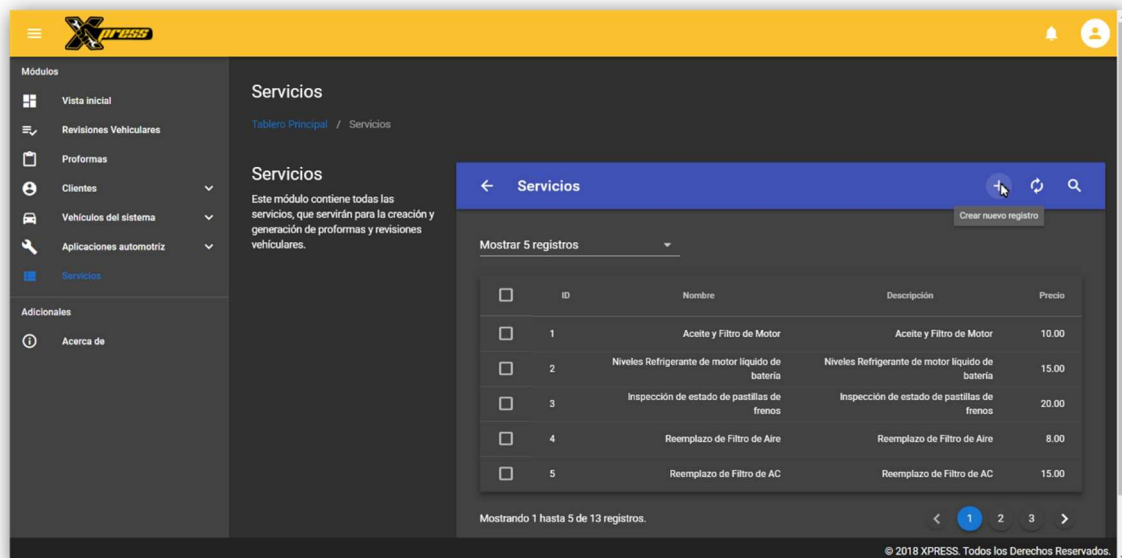 Xpress
Módulos
Vista inicial
Revisiones Vehiculares
Proformas
Clientes
Vehículos del sistema
Aplicaciones automotríz
Servicios
Adicionales
Acerca de
Servicios
Tablero Principal / Servicios
Servicios
Este módulo contiene todas las
servicios, que servirán para la creación y
generación de proformas y revisiones
vehículares.
Servicios
Crear nuevo registro
Mostrar 5 registros
ID Nombre Descripción Precio
1 Aceite y Filtro de Motor Aceite y Filtro de Motor 10.00
2 Niveles Refrigerante de motor líquido de Niveles Refrigerante de motor líquido de 15.00
batería batería
3 Inspección de estado de pastillas de Inspección de estado de pastillas de 20.00
frenos frenos
4 Reemplazo de Filtro de Aire Reemplazo de Filtro de Aire 8.00
5 Reemplazo de Filtro de AC Reemplazo de Filtro de AC 15.00
Mostrando 1 hasta 5 de 13 registros.
1 2 3
© 2018 XPRESS. Todos los Derechos Reservados.